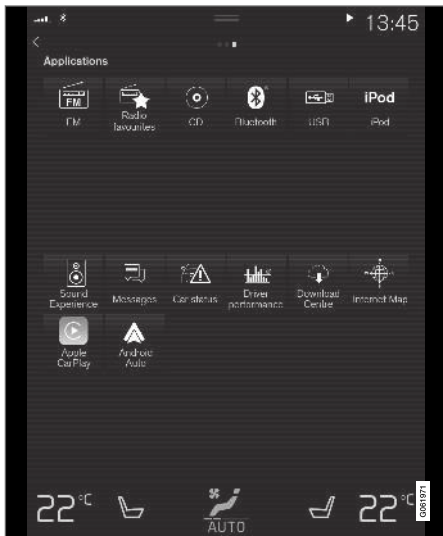 13:45
Applications
FM
FM
Radio
favourites
CD
Bluetooth
USB
iPod
iPod
Sound
Experience
Messages
Car status
Driver
performance
Download
Centre
Internet Map
Apple
CarPlay
Android
Auto
22°C
AUTO
22°C
G061971